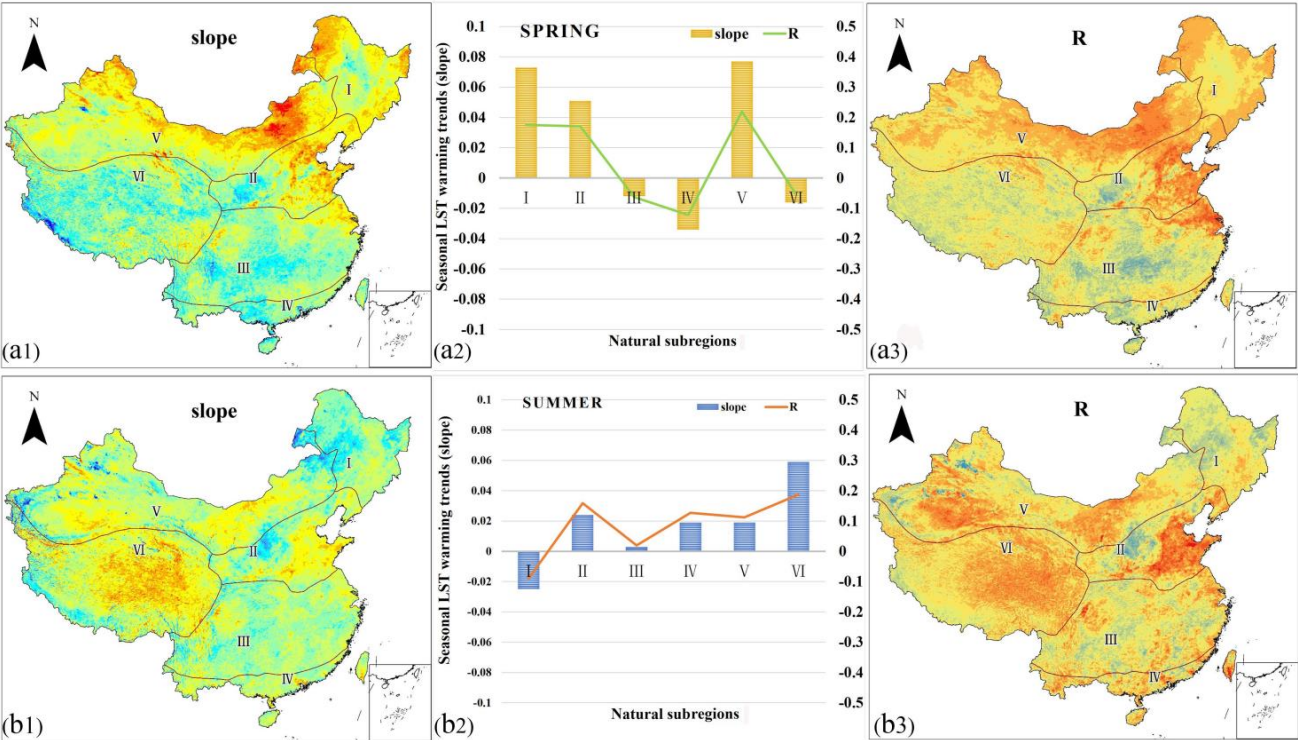 N
slope
I
V
II
VI
III
IV
(a1)
SPRING
slope R
Seasonal LST warming trends (slope)
0.1 0.5
0.08 0.4
0.06 0.3
0.04 0.2
0.02 0.1
0 0
I II III IV V VI
-0.02 -0.1
-0.04 -0.2
-0.06 -0.3
-0.08 -0.4
-0.1 -0.5
Natural subregions
(a2)
N
R
I
V
II
VI
III
IV
(a3)
N
slope
I
V
II
VI
III
IV
(b1)
SUMMER
slope R
Seasonal LST warming trends (slope)
0.1 0.5
0.08 0.4
0.06 0.3
0.04 0.2
0.02 0.1
0 0
I II III IV V VI
-0.02 -0.1
-0.04 -0.2
-0.06 -0.3
-0.08 -0.4
-0.1 -0.5
Natural subregions
(b2)
N
R
I
V
II
VI
III
IV
(b3)